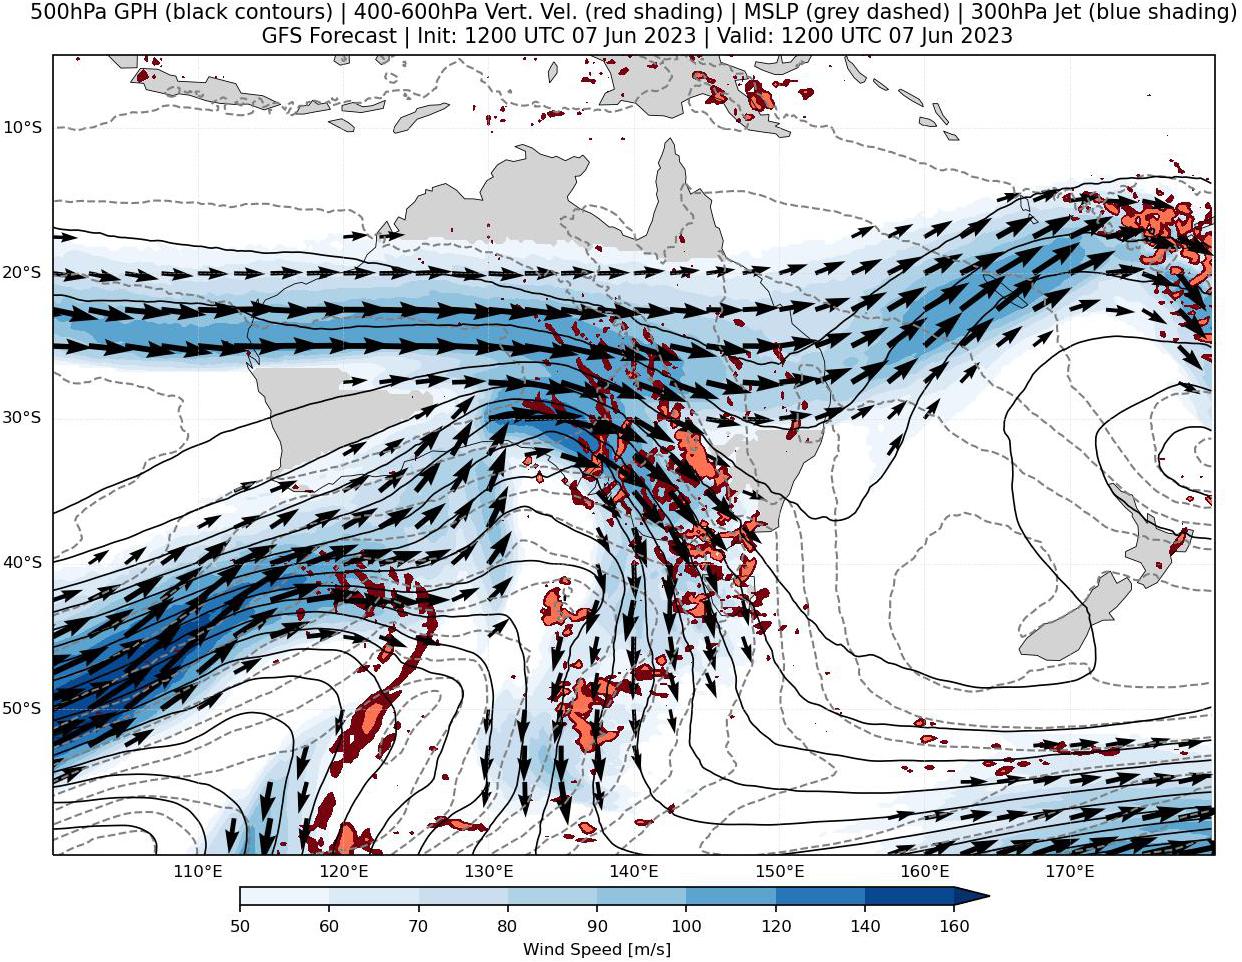 500hPa GPH (black contours) | 400-600hPa Vert. Vel. (red shading) | MSLP (grey dashed) | 300hPa Jet (blue shading)
GFS Forecast | Init: 1200 UTC 07 Jun 2023 | Valid: 1200 UTC 07 Jun 2023
10°S
20°S
30°S
40°S
50°S
110°E 120°E 130°E 140°E 150°E 160°E 170°E
50 60 70 80 90 100 120 140 160
Wind Speed [m/s]